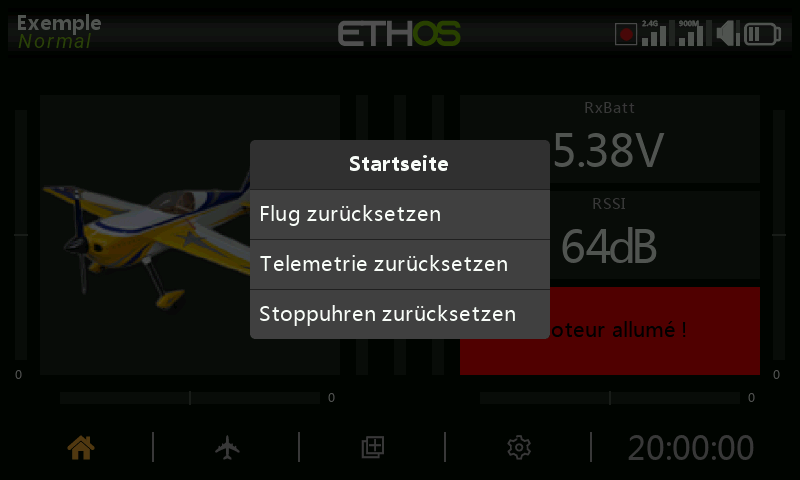 Exemple
Normal
ETHOS
2.4G
900M
RxBatt
5.38V
Startseite
Flug zurücksetzen
Telemetrie zurücksetzen
Stoppuhren zurücksetzen
RSSI
64dB
allumé !
0
0
0
0
20:00:00